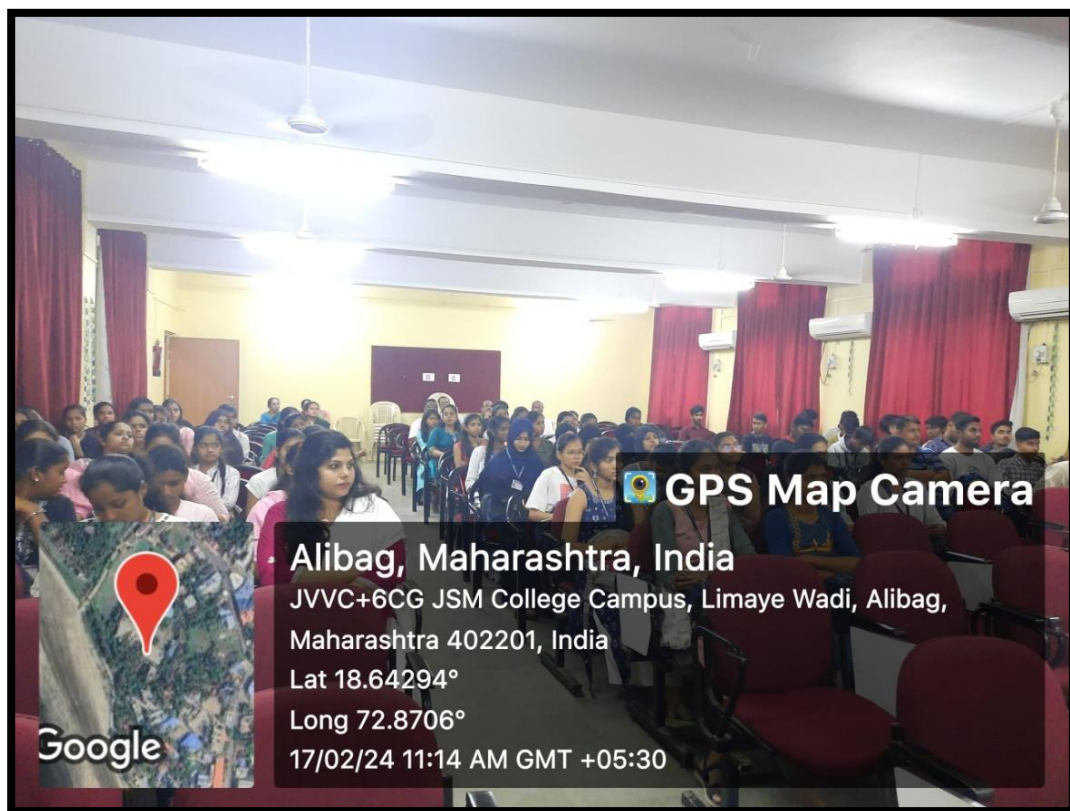 GPS Map Camera
Alibag, Maharashtra, India
JVVC+6CG JSM College Campus, Limaye Wadi, Alibag,
Maharashtra 402201, India
Lat 18.64294°
Long 72.8706°
17/02/24 11:14 AM GMT +05:30
Google